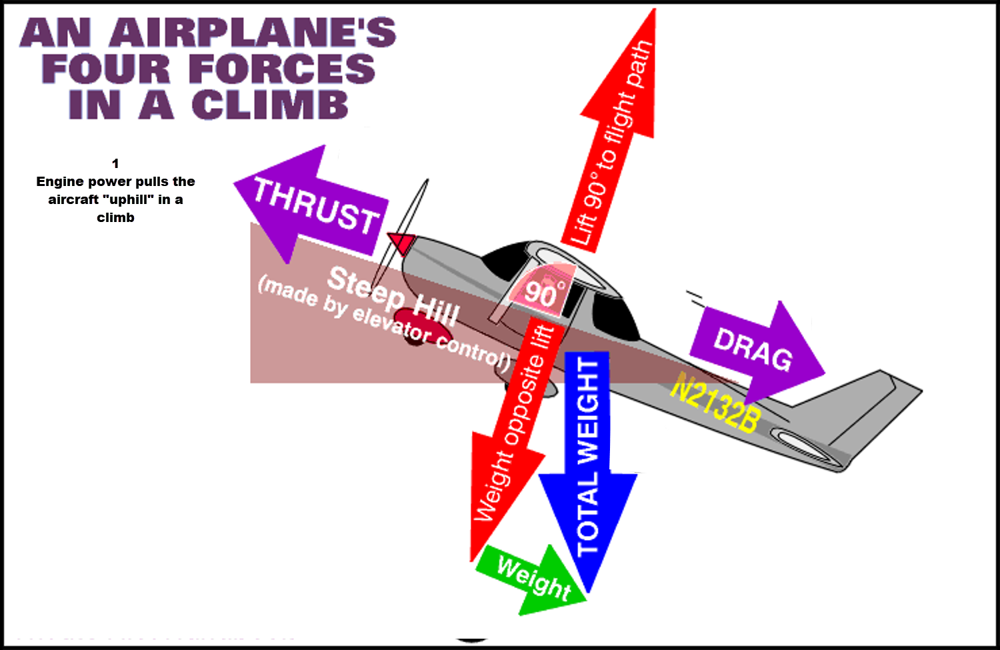 AN AIRPLANE'S
FOUR FORCES
IN A CLIMB
1
Engine power pulls the
aircraft "uphill" in a
climb
THRUST
Lift 90° to flight path
Steep Hill
(made by elevator control)
90°
DRAG
N2132B
Weight opposite lift
TOTAL WEIGHT
Weight